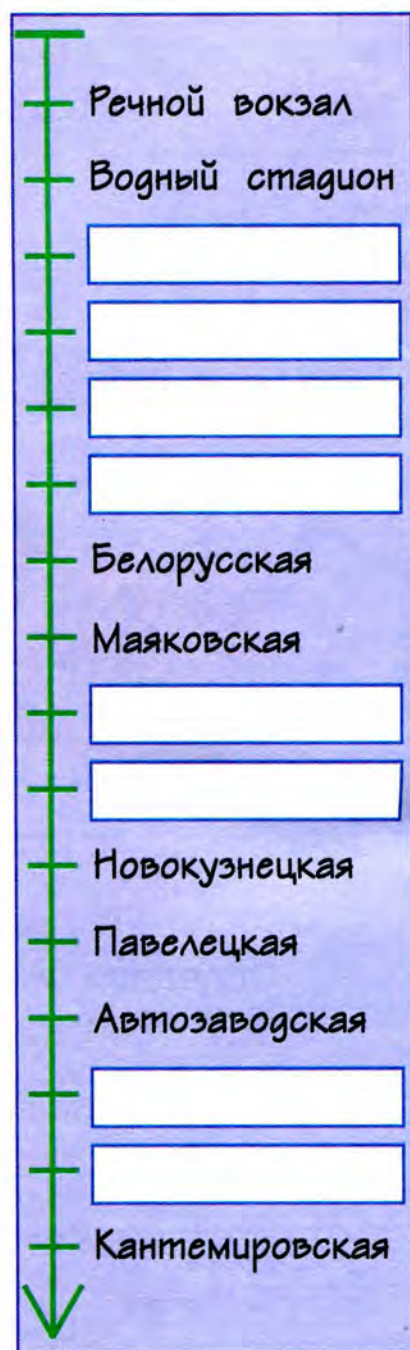 Речной вокзал
Водный стадион
Белорусская
Маяковская
Новокузнецкая
Павелецкая
Автозаводская
Кантемировская